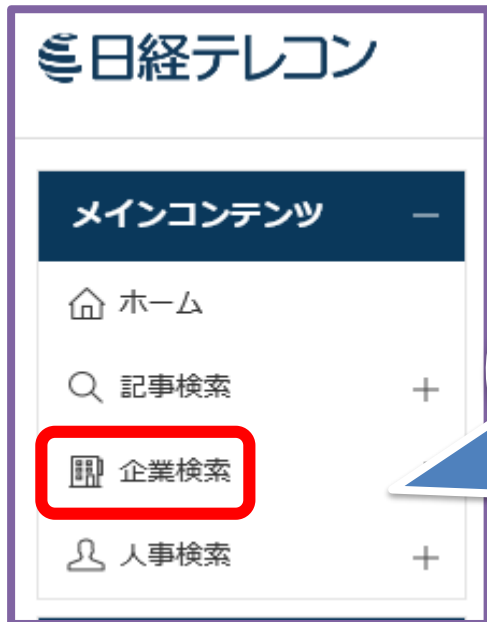 日経テレコン
メインコンテンツ
ホーム
記事検索
企業検索
人事検索